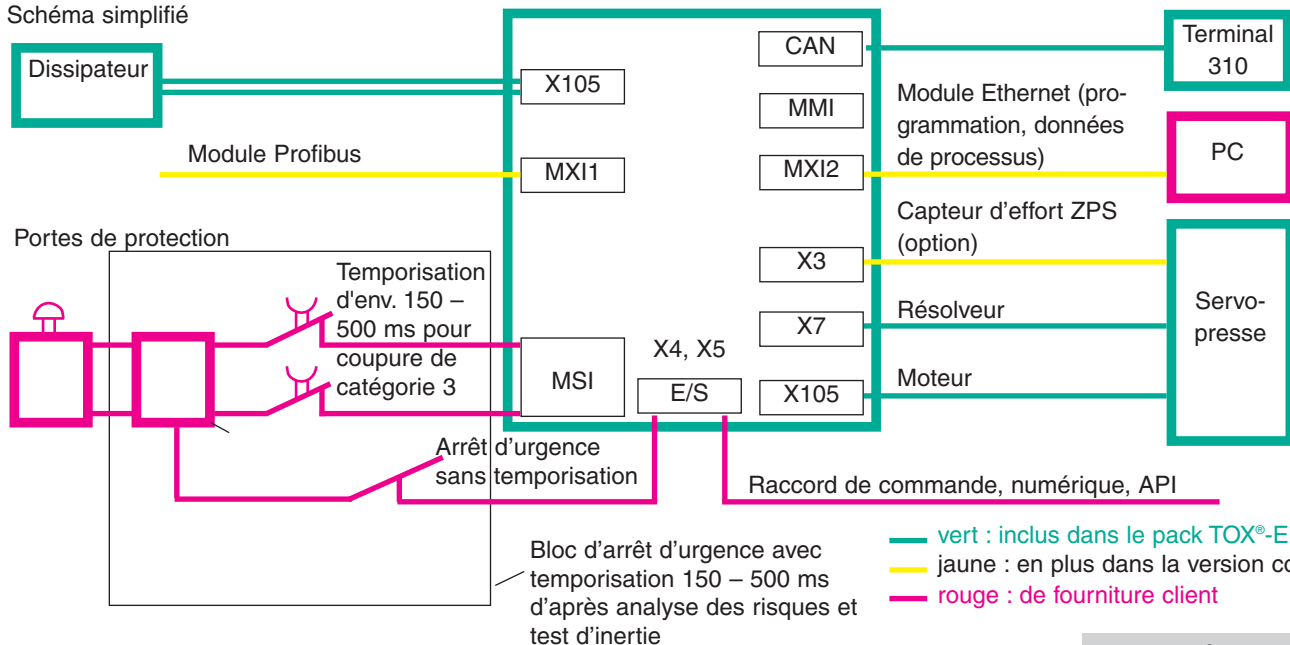 Schéma simplifié
Dissipateur
X105
Module Profibus
MXI1
Portes de protection
Temporisation
d'env. 150 –
500 ms pour
coupure de
catégorie 3
MSI
X4, X5
E/S
CAN
MMI
MXI2
X3
X7
X105
Module Ethernet (pro-
grammation, données
de processus)
Capteur d’effort ZPS
(option)
Résolveur
Moteur
Terminal
310
PC
Servo-
presse
Arrêt d’urgence
sans temporisation
Raccord de commande, numérique, API
Bloc d’arrêt d’urgence avec
temporisation 150 – 500 ms
d’après analyse des risques et
test d’inertie
vert : inclus dans le pack TOX®-E
jaune : en plus dans la version co
rouge : de fourniture client